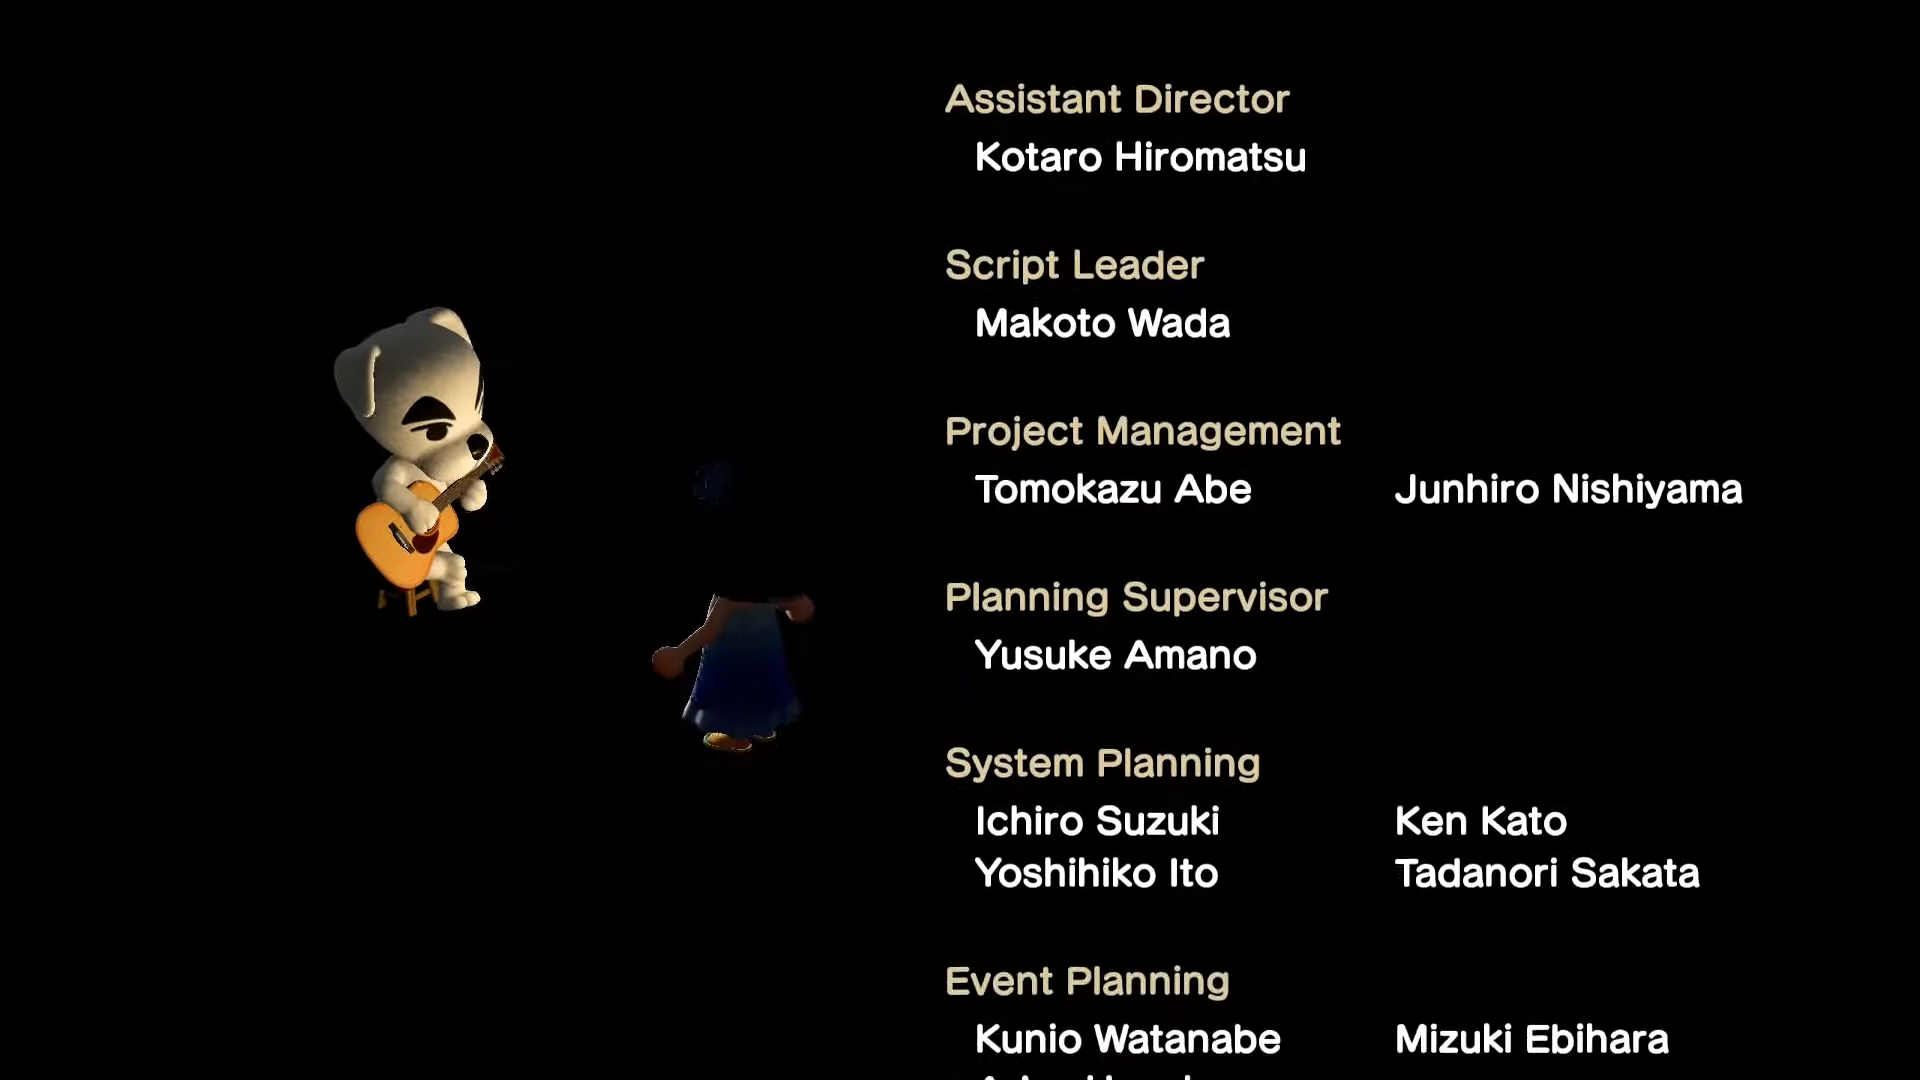 Assistant Director
Kotaro Hiromatsu
Script Leader
Makoto Wada
Project Management
Tomokazu Abe Junhiro Nishiyama
Planning Supervisor
Yusuke Amano
System Planning
Ichiro Suzuki Ken Kato
Yoshihiko Ito Tadanori Sakata
Event Planning
Kunio Watanabe Mizuki Ebihara